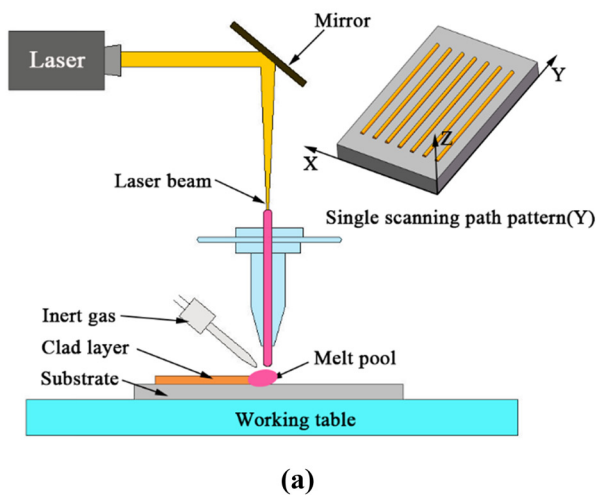 Mirror
Laser
Y
Z
X
Laser beam
Single scanning path pattern(Y)
Inert gas
Clad layer
Melt pool
Substrate
Working table
(a)